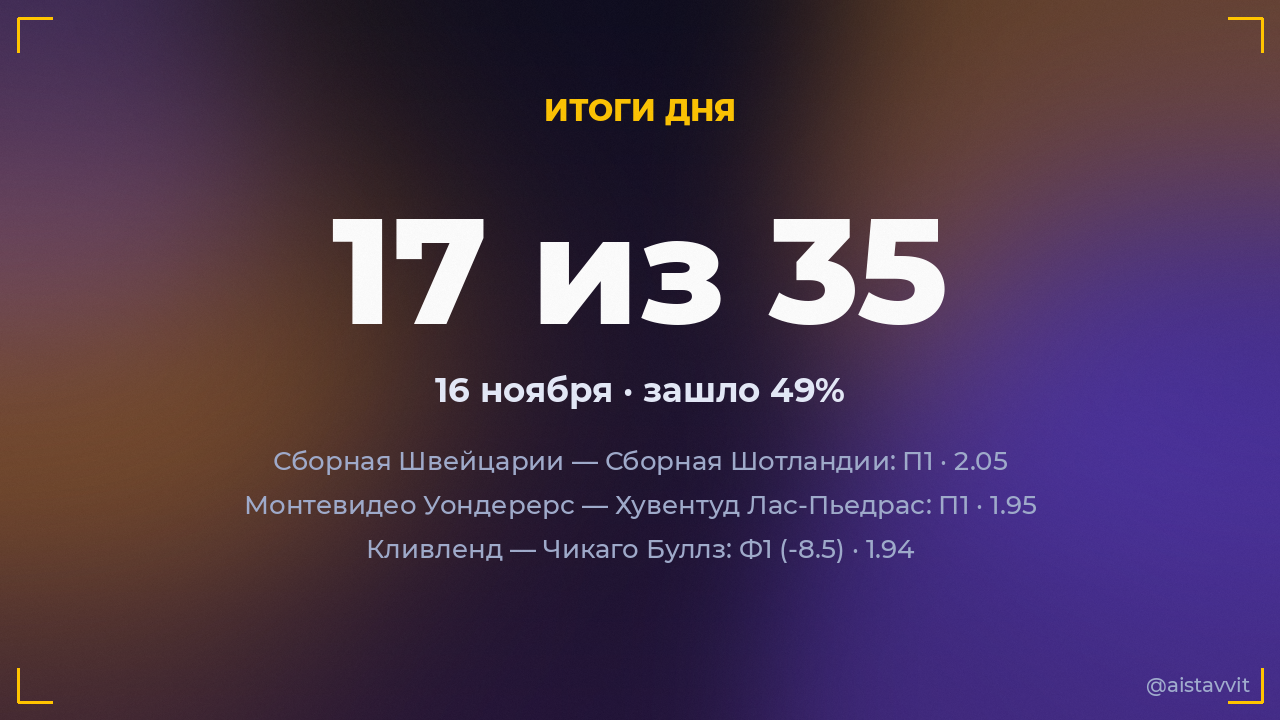 ИТОГИ ДНЯ
17 из 35
16 ноября · зашло 49%
Сборная Швейцарии — Сборная Шотландии: П1 · 2.05
Монтевидео Уондерерс — Хувентуд Лас-Пьедрас: П1 · 1.95
Кливленд — Чикаго Буллз: Ф1 (-8.5) · 1.94
@aistavvit